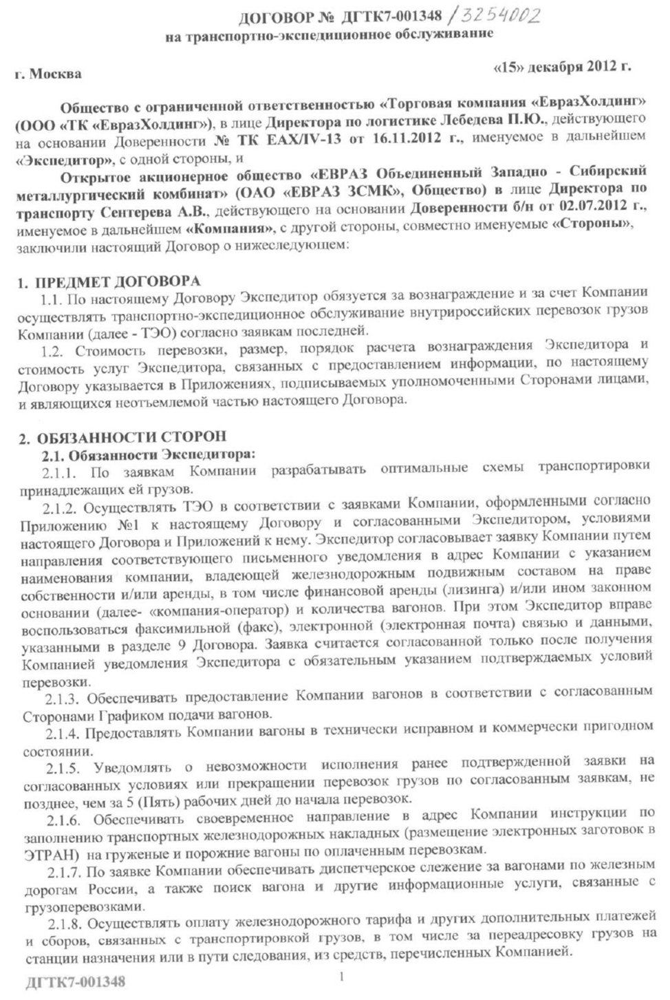 ДОГОВОР № ДГТК7-001348 /3254002
на транспортно-экспедиционное обслуживание
г. Москва
«15» декабря 2012 г.
Общество с ограниченной ответственностью «Торговая компания «ЕвразХолдинг»
(ООО «ТК «ЕвразХолдинг»), в лице Директора по логистике Лебедева П.Ю., действующего
на основании Доверенности № ТК ЕАХ/IV-13 от 16.11.2012 г., именуемое в дальнейшем
«Экспедитор», с одной стороны, и
Открытое акционерное общество «ЕВРАЗ Объединенный Западно - Сибирский
металлургический комбинат» (ОАО «ЕВРАЗ ЗСМК», Общество) в лице Директора по
транспорту Сентерева А.В., действующего на основании Доверенности б/н от 02.07.2012 г.,
именуемое в дальнейшем «Компания», с другой стороны, совместно именуемые «Стороны»,
заключили настоящий Договор о нижеследующем:
1. ПРЕДМЕТ ДОГОВОРА
1.1. По настоящему Договору Экспедитор обязуется за вознаграждение и за счет Компании
осуществлять транспортно-экспедиционное обслуживание внутрироссийских перевозок грузов
Компании (далее - ТЭО) согласно заявкам последней.
1.2. Стоимость перевозки, размер, порядок расчета вознаграждения Экспедитора и
стоимость услуг Экспедитора, связанных с предоставлением информации, по настоящему
Договору указывается в Приложениях, подписываемых уполномоченными Сторонами лицами,
и являющихся неотъемлемой частью настоящего Договора.
2. ОБЯЗАННОСТИ СТОРОН
2.1. Обязанности Экспедитора:
2.1.1. По заявкам Компании разрабатывать оптимальные схемы транспортировки
принадлежащих ей грузов.
2.1.2. Осуществлять ТЭО в соответствии с заявками Компании, оформленными согласно
Приложению №1 к настоящему Договору и согласованными Экспедитором, условиями
настоящего Договора и Приложений к нему. Экспедитор согласовывает заявку Компании путем
направления соответствующего письменного уведомления в адрес Компании с указанием
наименования компании, владеющей железнодорожным подвижным составом на праве
собственности и/или аренды, в том числе финансовой аренды (лизинга) и/или ином законном
основании (далее- «компания-оператор) и количества вагонов. При этом Экспедитор вправе
воспользоваться факсимильной (факс), электронной (электронная почта) связью и данными,
указанными в разделе 9 Договора. Заявка считается согласованной только после получения
Компанией уведомления Экспедитора с обязательным указанием подтверждаемых условий
перевозки.
2.1.3. Обеспечивать предоставление Компании вагонов в соответствии с согласованным
Сторонами Графиком подачи вагонов.
2.1.4. Предоставлять Компании вагоны в технически исправном и коммерчески пригодном
состоянии.
2.1.5. Уведомлять о невозможности исполнения ранее подтвержденной заявки на
согласованных условиях или прекращении перевозок грузов по согласованным заявкам, не
позднее, чем за 5 (Пять) рабочих дней до начала перевозок.
2.1.6. Обеспечивать своевременное направление в адрес Компании инструкции по
заполнению транспортных железнодорожных накладных (размещение электронных заготовок в
ЭТРАН) на груженые и порожние вагоны по оплаченным перевозкам.
2.1.7. По заявке Компании обеспечивать диспетчерское слежение за вагонами по железным
дорогам России, а также поиск вагона и другие информационные услуги, связанные с
грузоперевозками.
2.1.8. Осуществлять оплату железнодорожного тарифа и других дополнительных платежей
и сборов, связанных с транспортировкой грузов, в том числе за переадресовку грузов на
станции назначения или в пути следования, из средств, перечисленных Компанией.
ДГТК7-001348
1